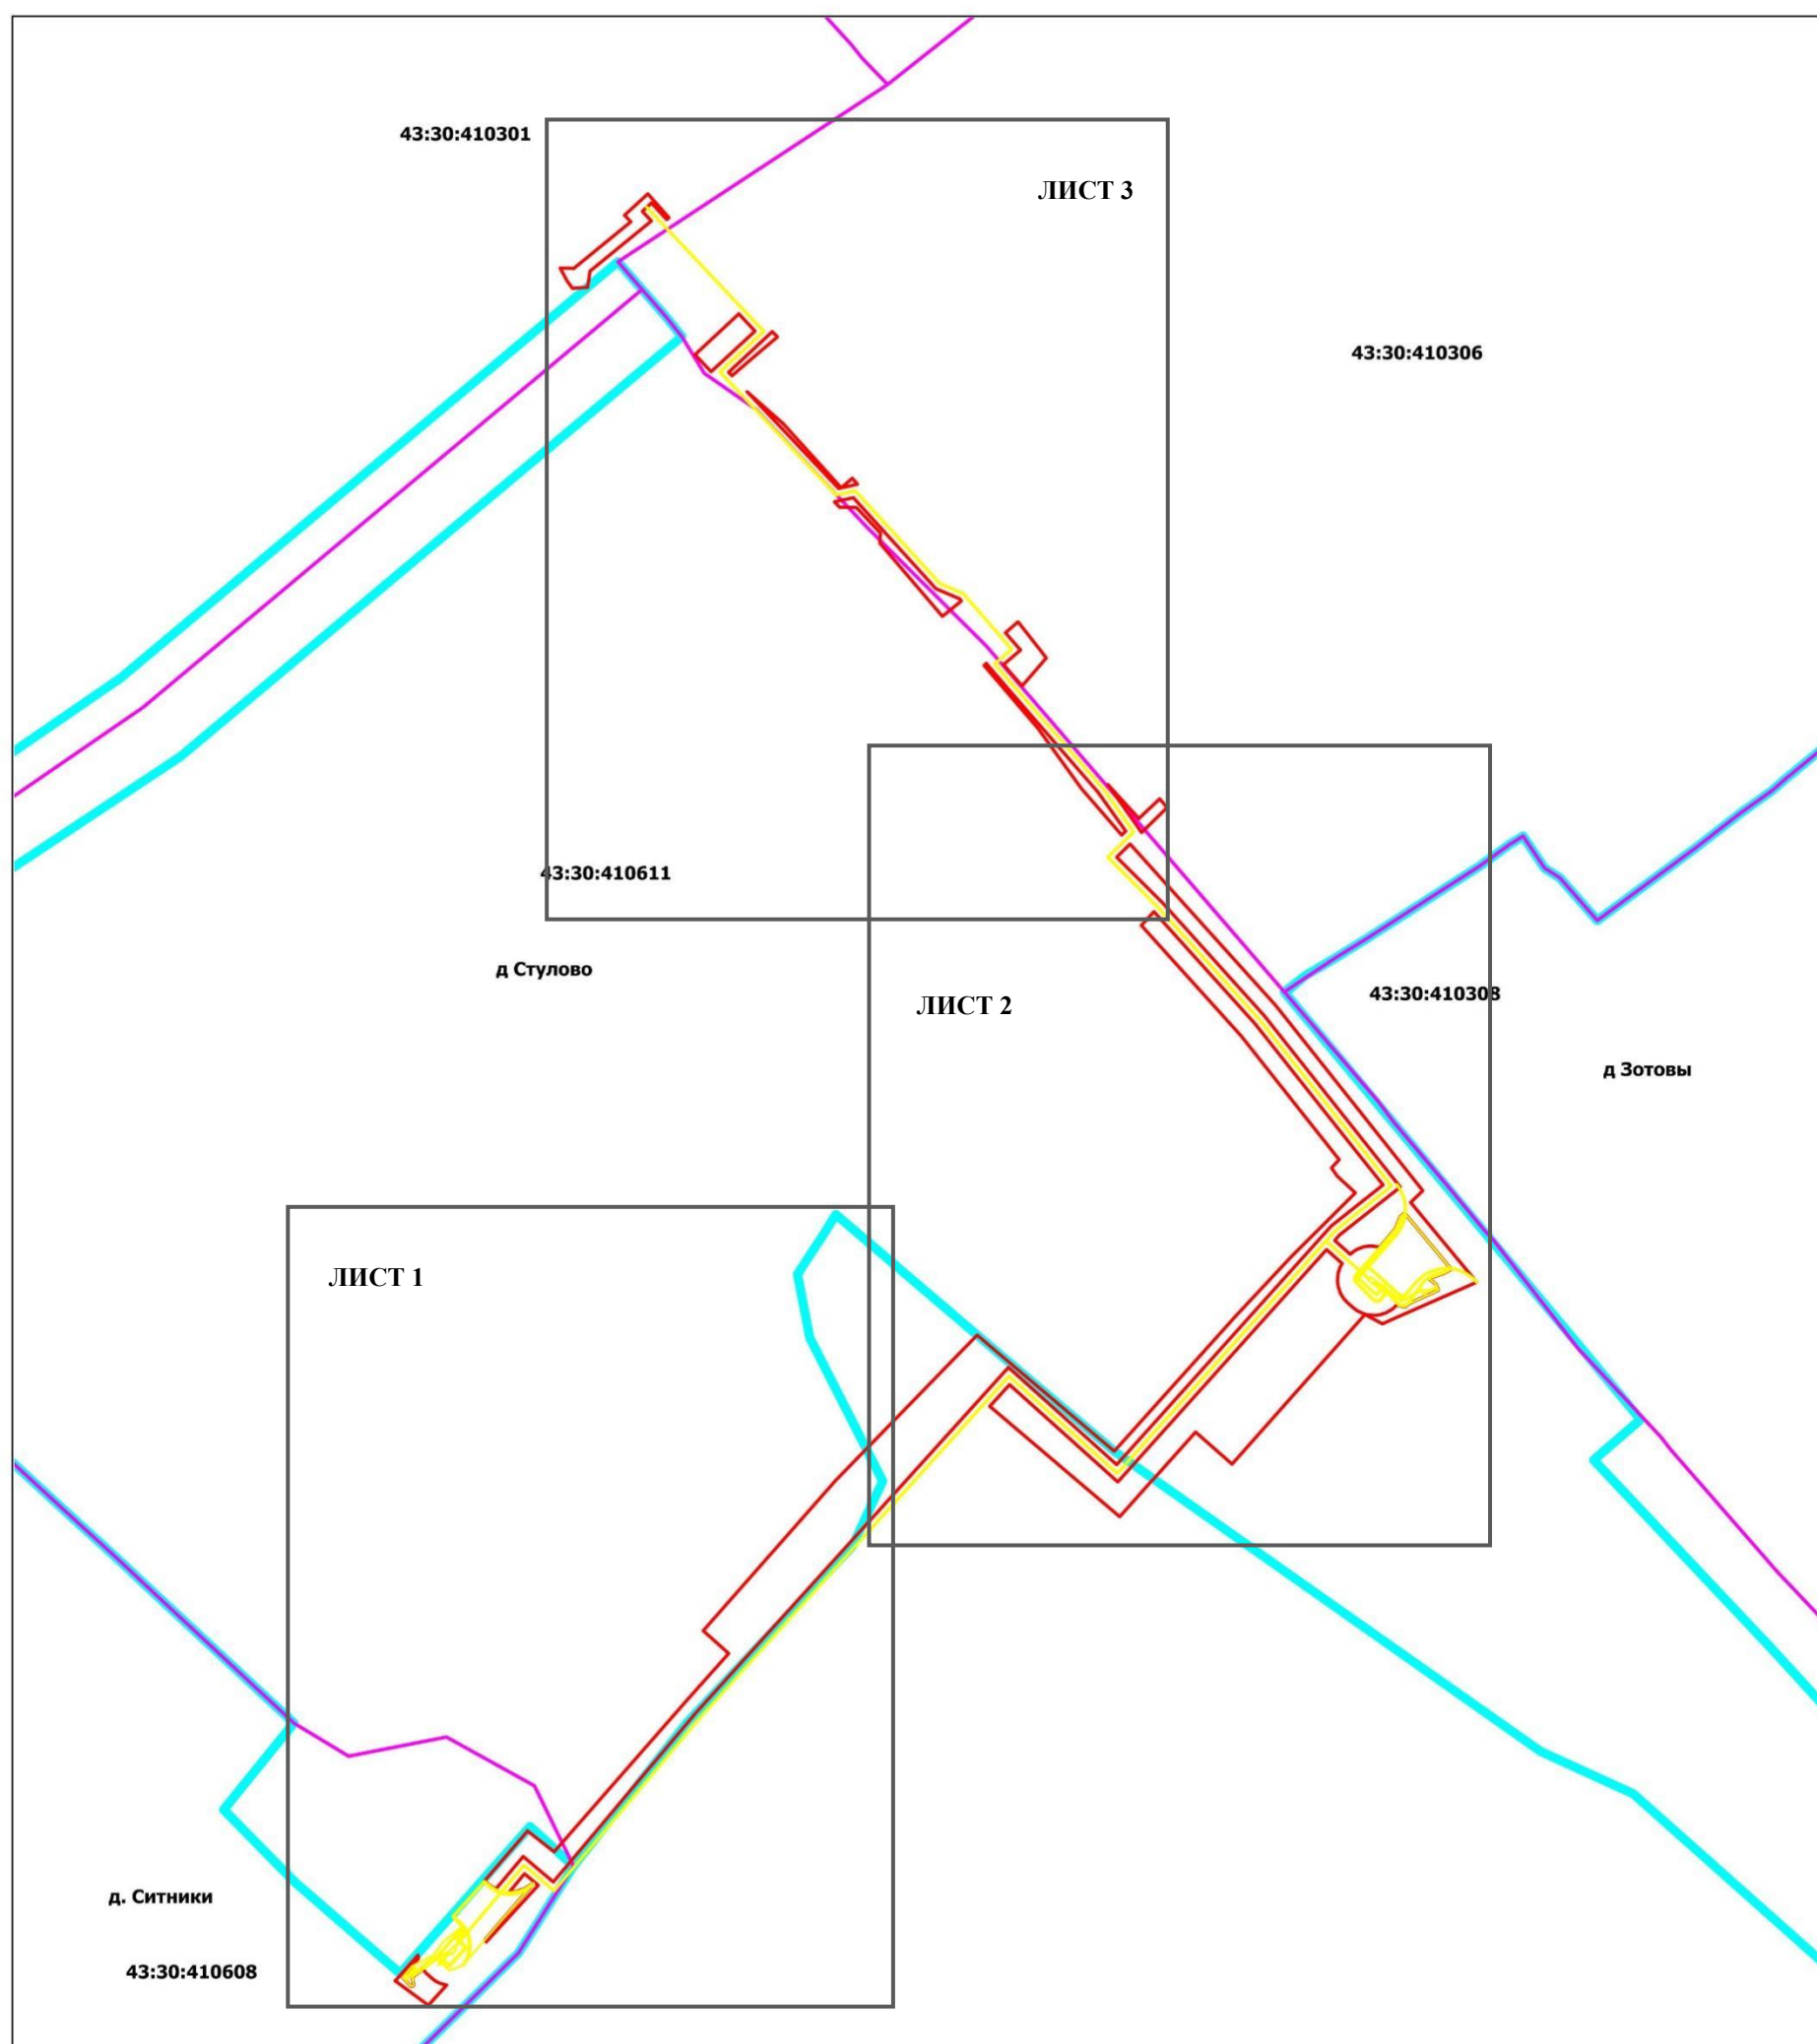 43:30:410301
ЛИСТ 3
43:30:410306
43:30:410611
д Стулово
43:30:410308
ЛИСТ 2
д Зотовы
ЛИСТ 1
д. Ситники
43:30:410608